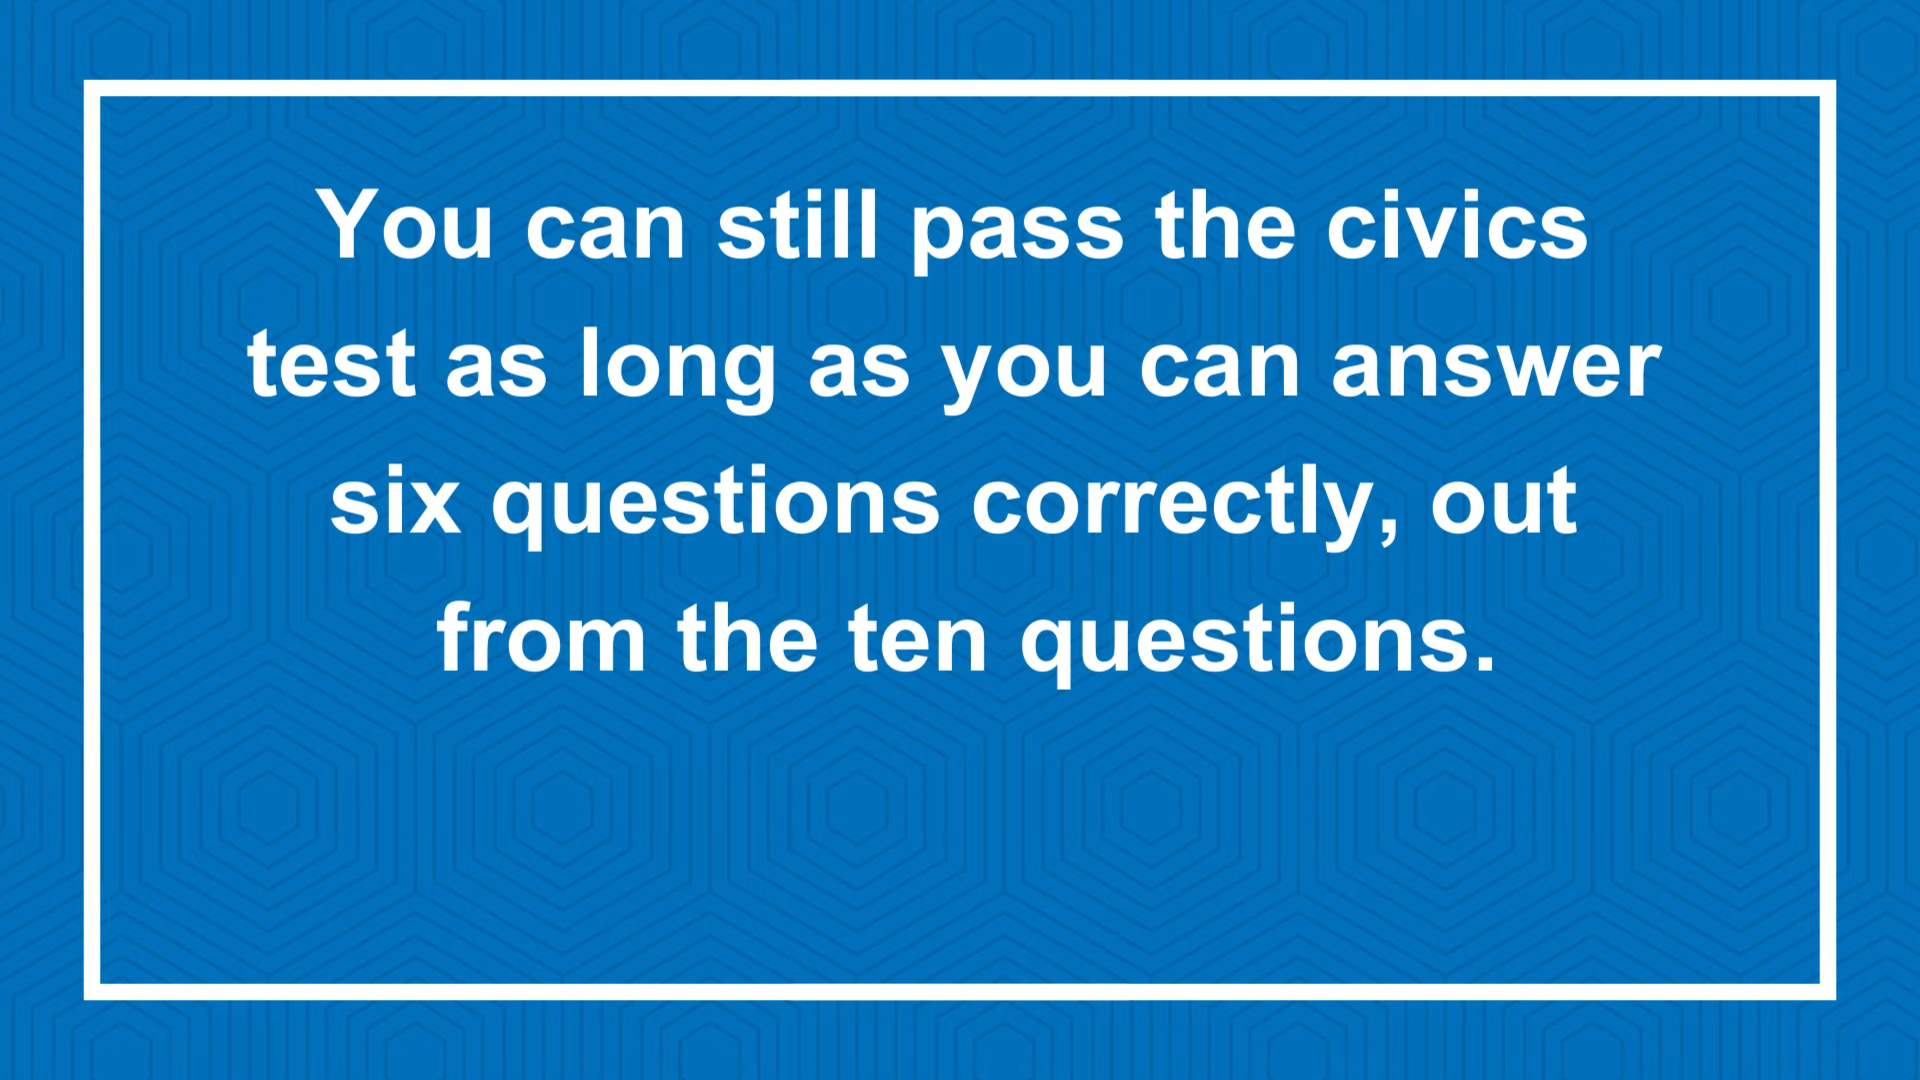 You can still pass the civics
test as long as you can answer
six questions correctly, out
from the ten questions.